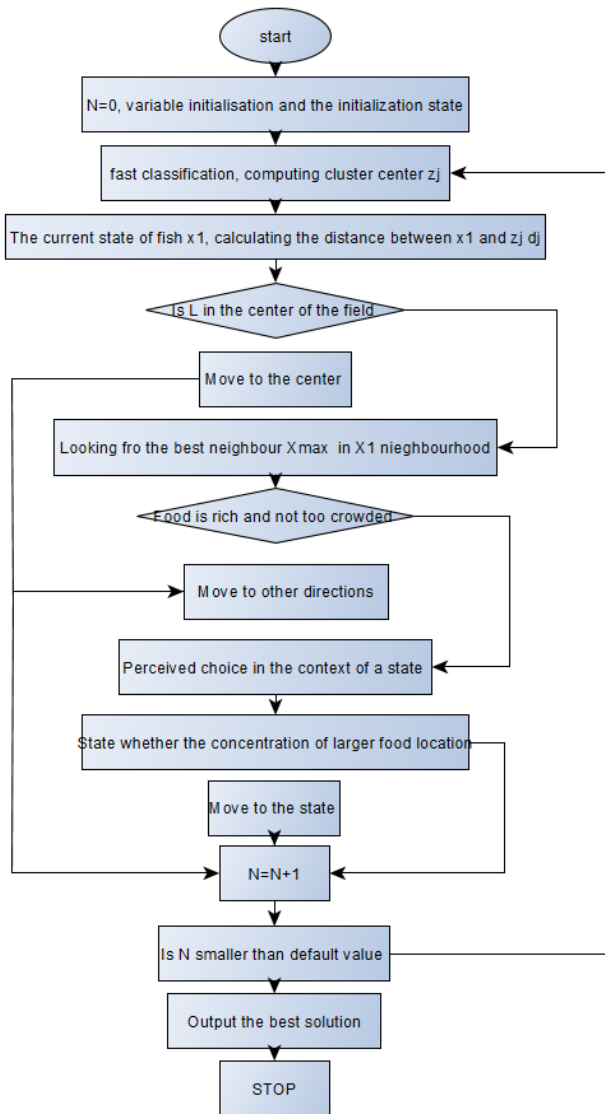 start
N=0, variable initialisation and the initialization state
fast classification, computing cluster center zj
The current state of fish x1, calculating the distance between x1 and zj dj
Is L in the center of the field
Move to the center
Looking fro the best neighbour Xmax in X1 nieghbourhood
Food is rich and not too crowded
Move to other directions
Perceived choice in the context of a state
State whether the concentration of larger food location
Move to the state
N=N+1
Is N smaller than default value
Output the best solution
STOP